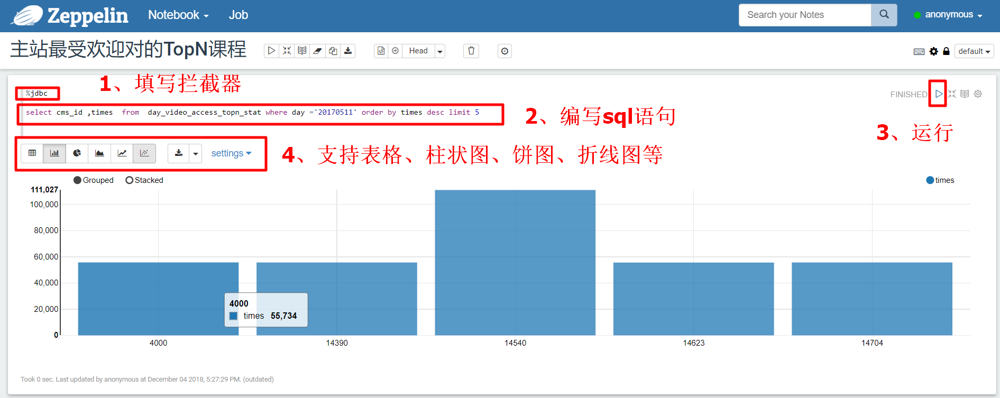 Zeppelin Notebook Job Search your Notes anonymous
主站最受欢迎对的TopN课程 Head default
1、填写拦截器
%jdbc FINISHED
select cms_id ,times from day_video_access_topn_stat where day ='20170511' order by times desc limit 5
2、编写sql语句
3、运行
settings
4、支持表格、柱状图、饼图、折线图等
Grouped Stacked times
111,027
100,000
80,000
60,000
40,000
20,000
0
4000
times 55,734
4000 14390 14540 14623 14704
Took 0 sec. Last updated by anonymous at December 04 2018, 5:27:29 PM. (outdated)